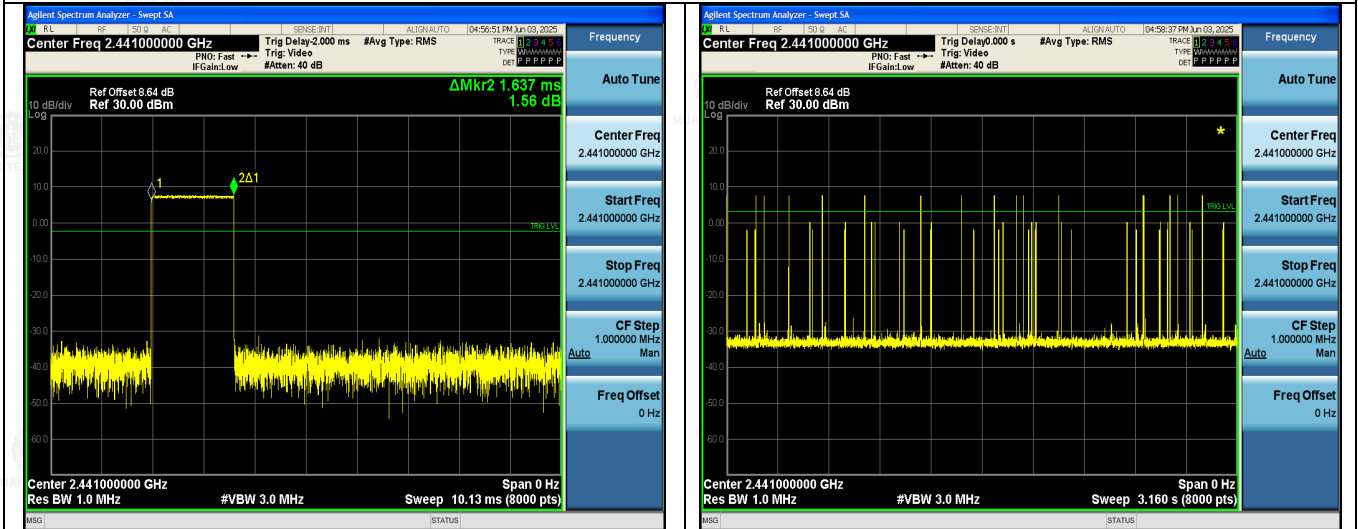 Agilent Spectrum Analyzer - Swept SA
LXI RL RF 50 Ω AC SENSE:INT ALIGNAUTO 04:56:51 PM Jun 03, 2025
Center Freq 2.441000000 GHz Trig Delay-2.000 ms #Avg Type: RMS TRACE 1 2 3 4 5 6
PNO: Fast Trig: Video TYPE
IFGain:Low #Atten: 40 dB DET P P P P P P
ΔMkr2 1.637 ms
1.56 dB
Ref Offset 8.64 dB
10 dB/div Ref 30.00 dBm
Log
20.0
10.0
0.00
-10.0
-20.0
-30.0
-40.0
-50.0
-60.0
1
2Δ1
TRIG LVL
Center 2.441000000 GHz Span 0 Hz
Res BW 1.0 MHz #VBW 3.0 MHz Sweep 10.13 ms (8000 pts)
MSG STATUS
Frequency
Auto Tune
Center Freq
2.441000000 GHz
Start Freq
2.441000000 GHz
Stop Freq
2.441000000 GHz
CF Step
1.000000 MHz
Auto Man
Freq Offset
0 Hz
Agilent Spectrum Analyzer - Swept SA
LXI RL RF 50 Ω AC SENSE:INT ALIGNAUTO 04:58:37 PM Jun 03, 2025
Center Freq 2.441000000 GHz Trig Delay0.000 s #Avg Type: RMS TRACE 1 2 3 4 5 6
PNO: Fast Trig: Video TYPE
IFGain:Low #Atten: 40 dB DET P P P P P P
Ref Offset 8.64 dB
10 dB/div Ref 30.00 dBm
Log
*
20.0
10.0
0.00
-10.0
-20.0
-30.0
-40.0
-50.0
-60.0
TRIG LVL
Center 2.441000000 GHz Span 0 Hz
Res BW 1.0 MHz #VBW 3.0 MHz Sweep 3.160 s (8000 pts)
MSG STATUS
Frequency
Auto Tune
Center Freq
2.441000000 GHz
Start Freq
2.441000000 GHz
Stop Freq
2.441000000 GHz
CF Step
1.000000 MHz
Auto Man
Freq Offset
0 Hz